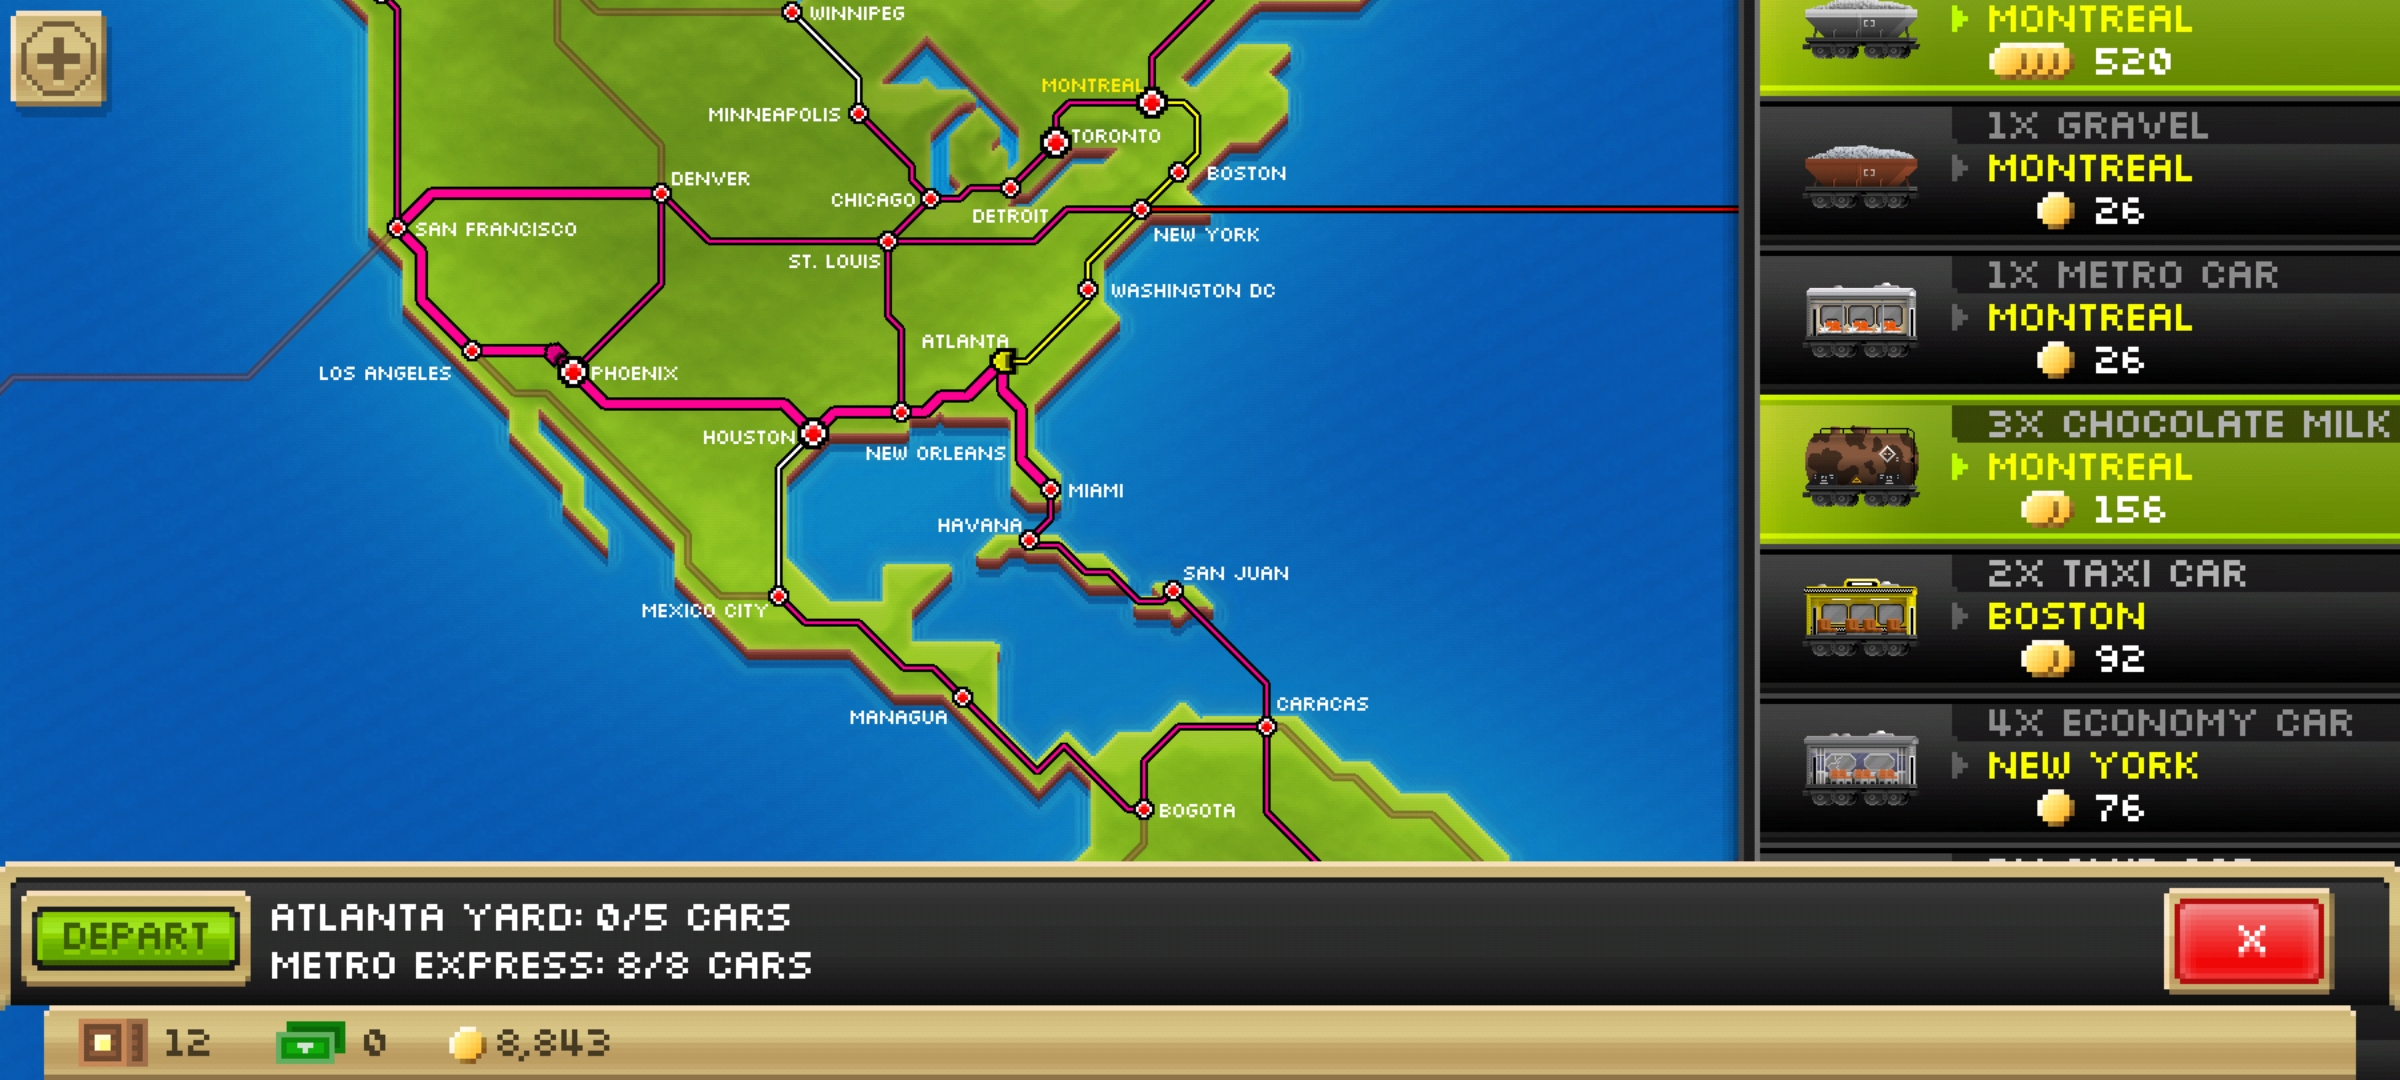 WINNIPEG
MONTREAL
520
MONTREAL
MINNEAPOLIS
TORONTO
1X GRAVEL
MONTREAL
26
DENVER
BOSTON
CHICAGO
DETROIT
SAN FRANCISCO
NEW YORK
ST. LOUIS
WASHINGTON DC
1X METRO CAR
MONTREAL
26
ATLANTA
LOS ANGELES
PHOENIX
HOUSTON
NEW ORLEANS
3X CHOCOLATE MILK
MONTREAL
156
MIAMI
HAVANA
SAN JUAN
MEXICO CITY
2X TAXI CAR
BOSTON
92
CARACAS
MANAGUA
4X ECONOMY CAR
NEW YORK
76
BOGOTA
DEPART
ATLANTA YARD: 0/5 CARS
METRO EXPRESS: 8/8 CARS
X
12
0
8,843